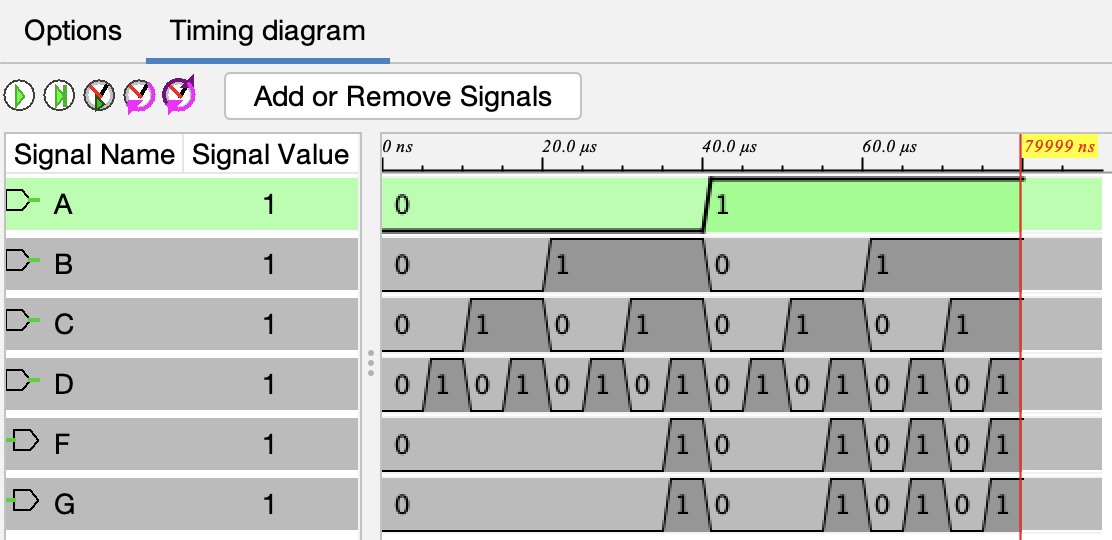 Options Timing diagram
Add or Remove Signals
Signal Name Signal Value 0 ns 20.0 µs 40.0 µs 60.0 µs 79999 ns
A 1 0 1
B 1 0 1 0 1
C 1 0 1 0 1 0 1 0 1
D 1 0 1 0 1 0 1 0 1 0 1 0 1 0 1 0 1
F 1 0 1 0 1 0 1 0 1
G 1 0 1 0 1 0 1 0 1